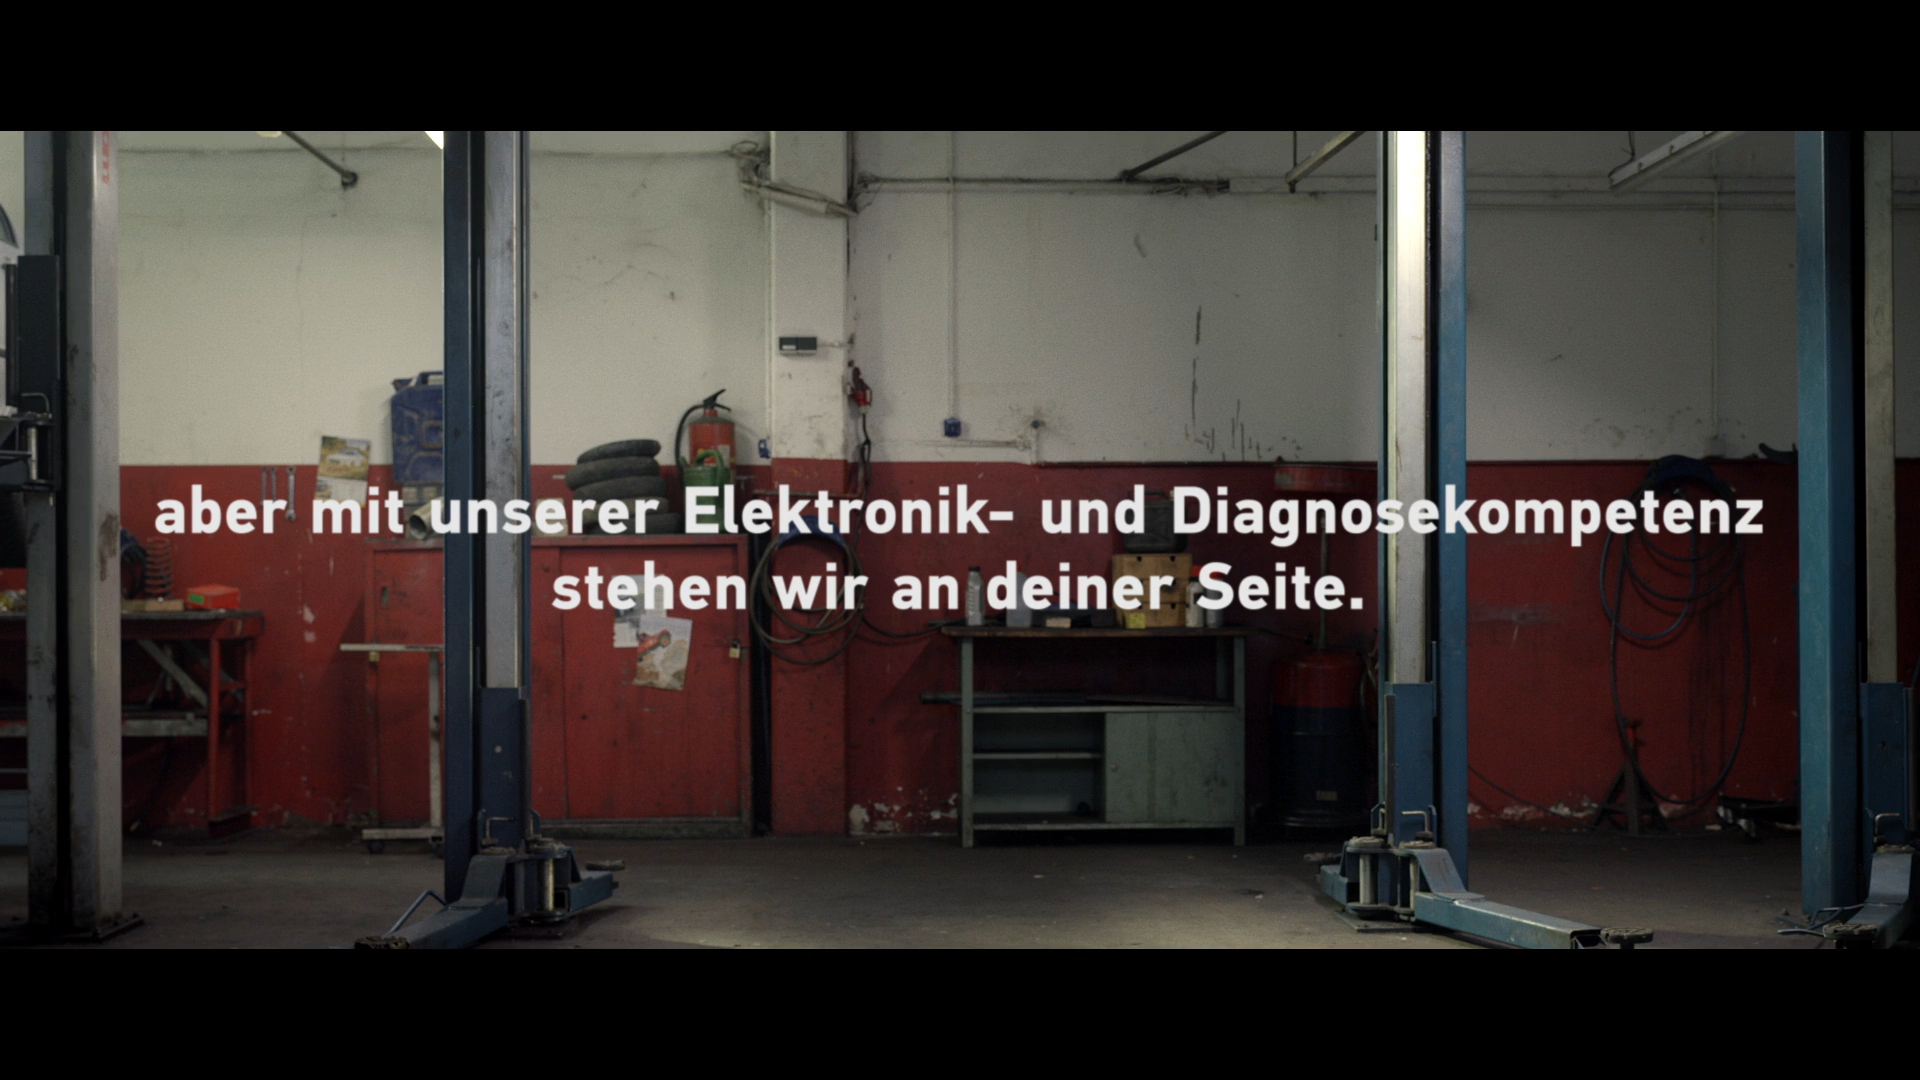 aber mit unserer Elektronik- und Diagnosekompetenz
stehen wir an deiner Seite.